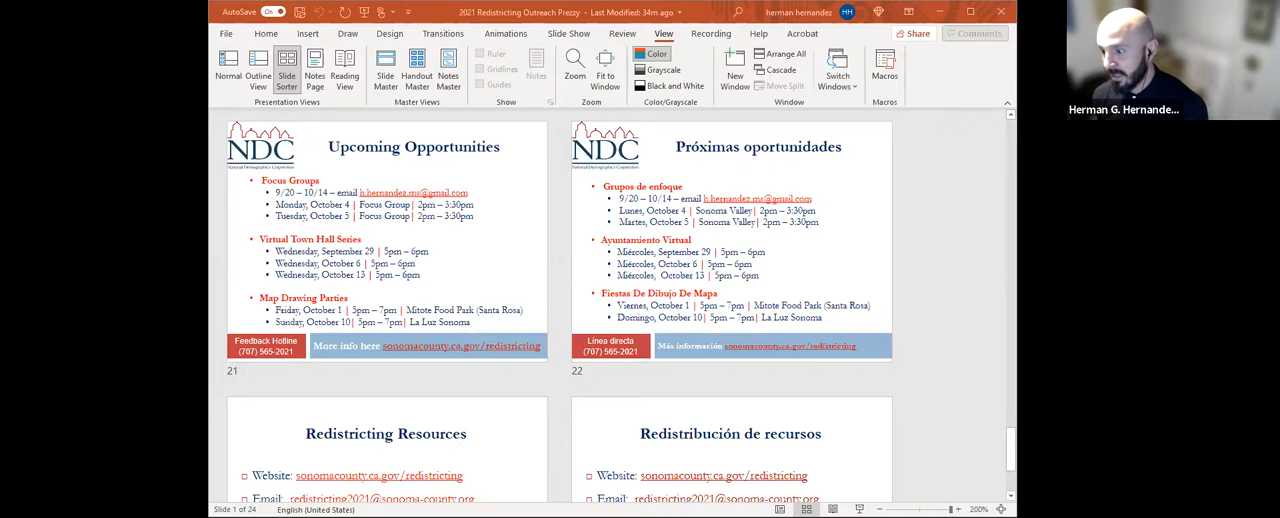 AutoSave On
2021 Redistricting Outreach Prezzy • Last Modified: 34m ago
herman hernandez HH
File Home Insert Draw Design Transitions Animations Slide Show Review View Recording Help Acrobat
Share Comments
Normal Outline View Slide Sorter Notes Page Reading View
Presentation Views
Slide Master Handout Master Notes Master
Master Views
Ruler
Gridlines
Guides
Notes
Show
Zoom Fit to Window
Zoom
Color
Grayscale
Black and White
Color/Grayscale
New Window
Arrange All
Cascade
Move Split
Switch Windows
Window
Macros
Macros
Herman G. Hernande...
NDC
National Demographics Corporation
Upcoming Opportunities
• Focus Groups
• 9/20 – 10/14 – email h.hernandez.ms@gmail.com
• Monday, October 4 | Focus Group| 2pm – 3:30pm
• Tuesday, October 5 | Focus Group | 2pm – 3:30pm
• Virtual Town Hall Series
• Wednesday, September 29 | 5pm – 6pm
• Wednesday, October 6 | 5pm – 6pm
• Wednesday, October 13 | 5pm – 6pm
• Map Drawing Parties
• Friday, October 1 | 5pm – 7pm | Mitote Food Park (Santa Rosa)
• Sunday, October 10 | 5pm – 7pm | La Luz Sonoma
Feedback Hotline
(707) 565-2021
More info here sonomacounty.ca.gov/redistricting
21
NDC
National Demographics Corporation
Próximas oportunidades
• Grupos de enfoque
• 9/20 – 10/14 – email h.hernandez.ms@gmail.com
• Lunes, October 4 | Sonoma Valley | 2pm – 3:30pm
• Martes, October 5 | Sonoma Valley | 2pm – 3:30pm
• Ayuntamiento Virtual
• Miércoles, September 29 | 5pm – 6pm
• Miércoles, October 6 | 5pm – 6pm
• Miércoles, October 13 | 5pm – 6pm
• Fiestas De Dibujo De Mapa
• Viernes, October 1 | 5pm – 7pm | Mitote Food Park (Santa Rosa)
• Domingo, October 10| 5pm – 7pm| La Luz Sonoma
Línea directa
(707) 565-2021
Más información sonomacounty.ca.gov/redistricting
22
Redistricting Resources
Website: sonomacounty.ca.gov/redistricting
Email: redistricting2021@sonoma-county.org
Redistribución de recursos
Website: sonomacounty.ca.gov/redistricting
Email: redistricting2021@sonoma-county.org
Slide 1 of 24 English (United States)
200%